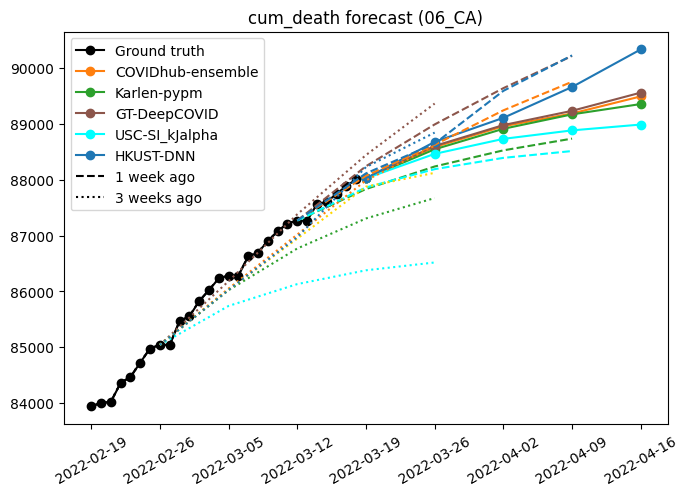 cum_death forecast (06_CA)
Ground truth
COVIDhub-ensemble
Karlen-pypm
GT-DeepCOVID
USC-SI_kJalpha
HKUST-DNN
1 week ago
3 weeks ago
90000
89000
88000
87000
86000
85000
84000
2022-02-19
2022-02-26
2022-03-05
2022-03-12
2022-03-19
2022-03-26
2022-04-02
2022-04-09
2022-04-16